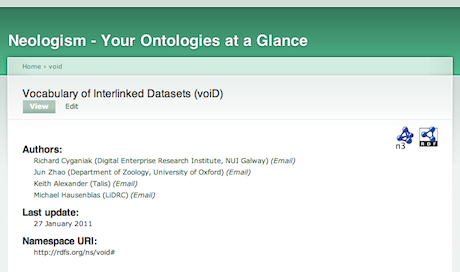 Neologism - Your Ontologies at a Glance
Home › void
Vocabulary of Interlinked Datasets (voiD)
View Edit
n3 RDF
Authors:
Richard Cyganiak (Digital Enterprise Research Institute, NUI Galway) (Email)
Jun Zhao (Department of Zoology, University of Oxford) (Email)
Keith Alexander (Talis) (Email)
Michael Hausenblas (LiDRC) (Email)
Last update:
27 January 2011
Namespace URI:
http://rdfs.org/ns/void#